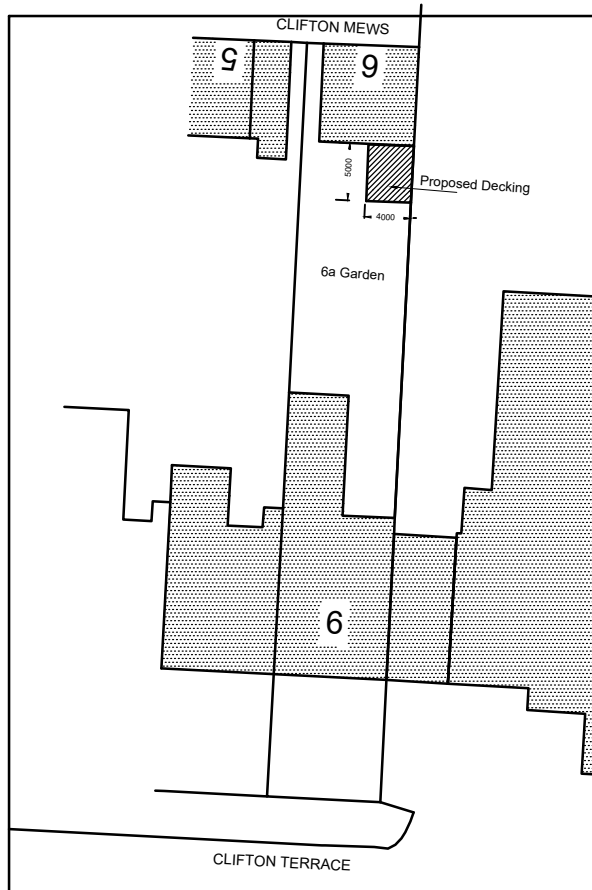 CLIFTON MEWS
5
6
5000
Proposed Decking
4000
6a Garden
6
CLIFTON TERRACE